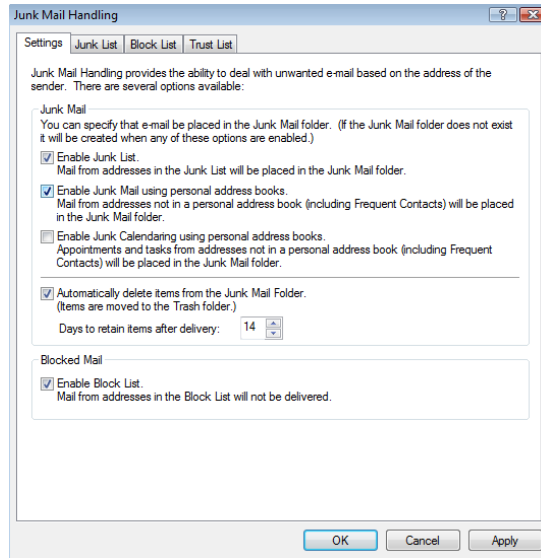 Junk Mail Handling
Settings Junk List Block List Trust List
Junk Mail Handling provides the ability to deal with unwanted e-mail based on the address of the
sender. There are several options available:
Junk Mail
You can specify that e-mail be placed in the Junk Mail folder. (If the Junk Mail folder does not exist
it will be created when any of these options are enabled.)
Enable Junk List.
Mail from addresses in the Junk List will be placed in the Junk Mail folder.
Enable Junk Mail using personal address books.
Mail from addresses not in a personal address book (including Frequent Contacts) will be placed
in the Junk Mail folder.
Enable Junk Calendaring using personal address books.
Appointments and tasks from addresses not in a personal address book (including Frequent
Contacts) will be placed in the Junk Mail folder.
Automatically delete items from the Junk Mail Folder.
(Items are moved to the Trash folder.)
Days to retain items after delivery: 14
Blocked Mail
Enable Block List.
Mail from addresses in the Block List will not be delivered.
OK Cancel Apply